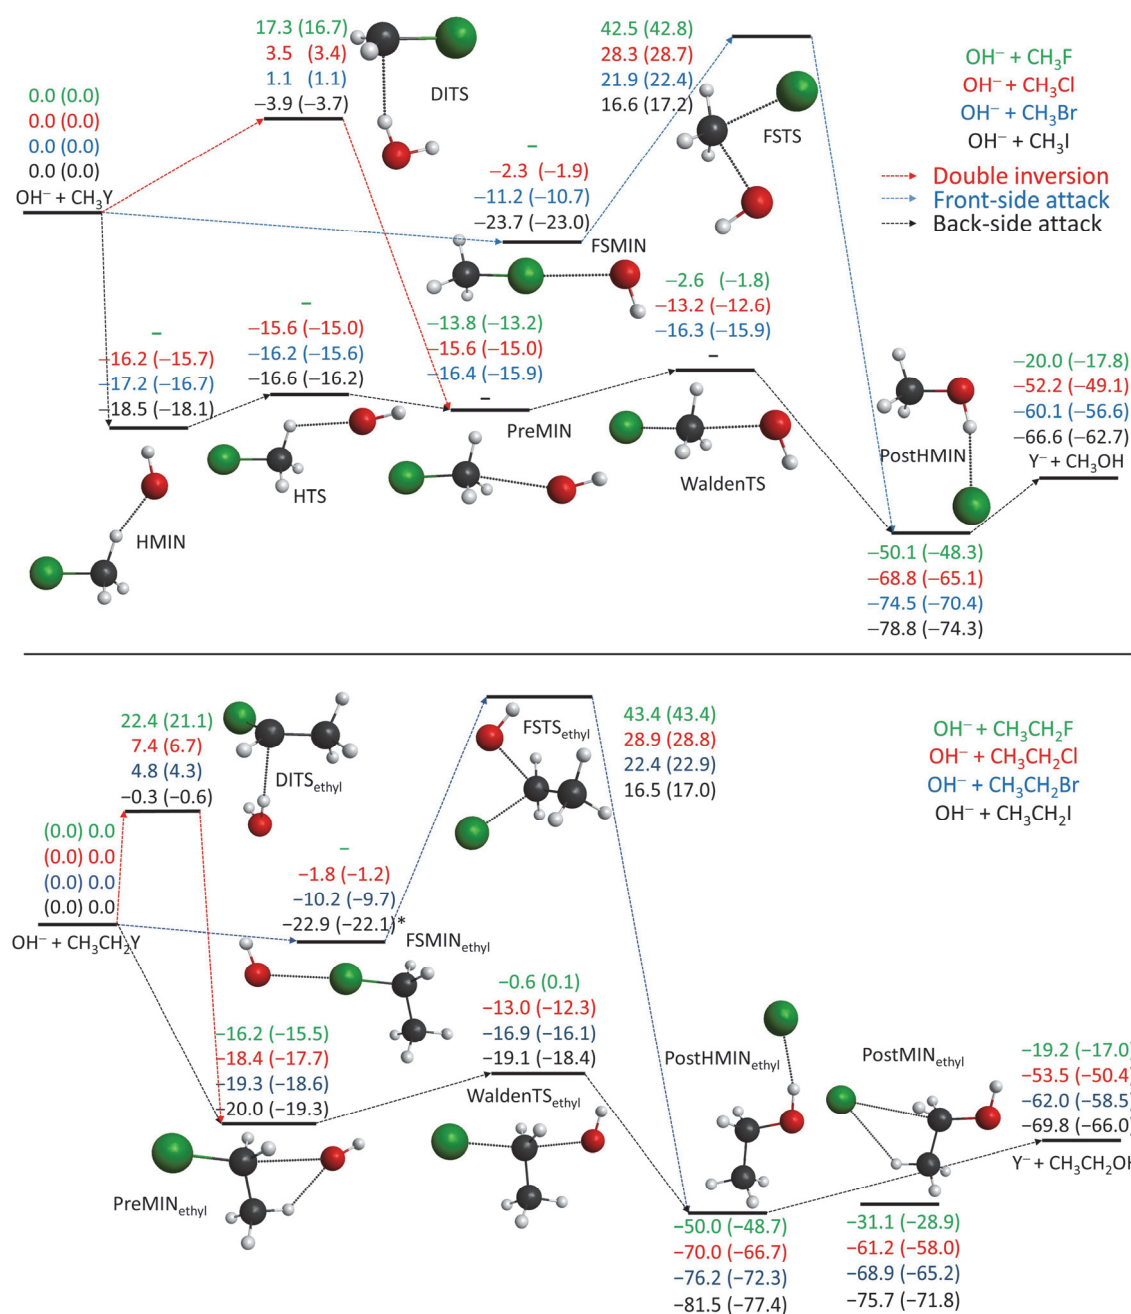 17.3 (16.7)
3.5 (3.4)
1.1 (1.1)
−3.9 (−3.7)
DITS
42.5 (42.8)
28.3 (28.7)
21.9 (22.4)
16.6 (17.2)
FSTS
OH− + CH3F
OH− + CH3Cl
OH− + CH3Br
OH− + CH3I
Double inversion
Front-side attack
Back-side attack
0.0 (0.0)
0.0 (0.0)
0.0 (0.0)
0.0 (0.0)
OH− + CH3Y
−
−2.3 (−1.9)
−11.2 (−10.7)
−23.7 (−23.0)
FSMIN
−
−16.2 (−15.7)
−17.2 (−16.7)
−18.5 (−18.1)
HMIN
−
−15.6 (−15.0)
−16.2 (−15.6)
−16.6 (−16.2)
HTS
−13.8 (−13.2)
−15.6 (−15.0)
−16.4 (−15.9)
−
PreMIN
−2.6 (−1.8)
−13.2 (−12.6)
−16.3 (−15.9)
−
WaldenTS
PostHMIN
−50.1 (−48.3)
−68.8 (−65.1)
−74.5 (−70.4)
−78.8 (−74.3)
−20.0 (−17.8)
−52.2 (−49.1)
−60.1 (−56.6)
−66.6 (−62.7)
Y− + CH3OH
22.4 (21.1)
7.4 (6.7)
4.8 (4.3)
−0.3 (−0.6)
DITSethyl
FSTSethyl
43.4 (43.4)
28.9 (28.8)
22.4 (22.9)
16.5 (17.0)
OH− + CH3CH2F
OH− + CH3CH2Cl
OH− + CH3CH2Br
OH− + CH3CH2I
(0.0) 0.0
(0.0) 0.0
(0.0) 0.0
(0.0) 0.0
OH− + CH3CH2Y
−
−1.8 (−1.2)
−10.2 (−9.7)
−22.9 (−22.1)*
FSMINethyl
−16.2 (−15.5)
−18.4 (−17.7)
−19.3 (−18.6)
−20.0 (−19.3)
PreMINethyl
−0.6 (0.1)
−13.0 (−12.3)
−16.9 (−16.1)
−19.1 (−18.4)
WaldenTSethyl
PostHMINethyl
−50.0 (−48.7)
−70.0 (−66.7)
−76.2 (−72.3)
−81.5 (−77.4)
PostMINethyl
−31.1 (−28.9)
−61.2 (−58.0)
−68.9 (−65.2)
−75.7 (−71.8)
−19.2 (−17.0)
−53.5 (−50.4)
−62.0 (−58.5)
−69.8 (−66.0)
Y− + CH3CH2OH